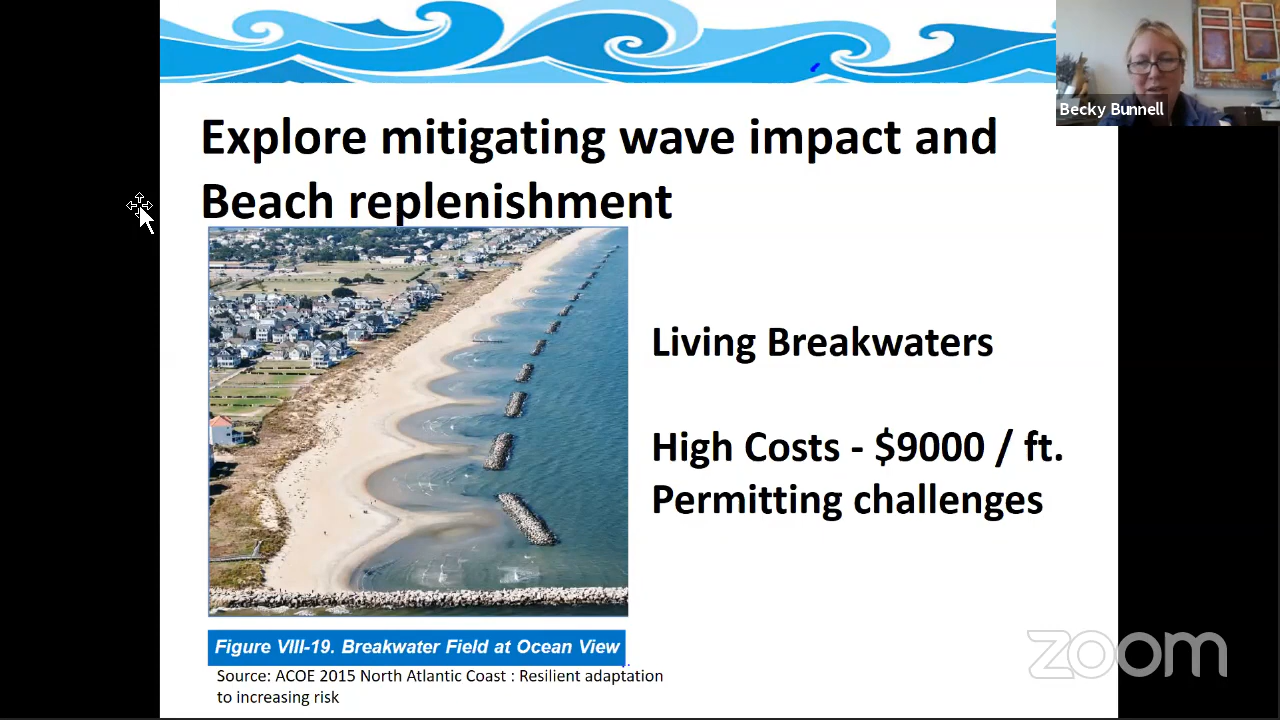 Explore mitigating wave impact and
Beach replenishment
Becky Bunnell
Living Breakwaters
High Costs - $9000 / ft.
Permitting challenges
Figure VIII-19. Breakwater Field at Ocean View
Source: ACOE 2015 North Atlantic Coast : Resilient adaptation
to increasing risk
zoom